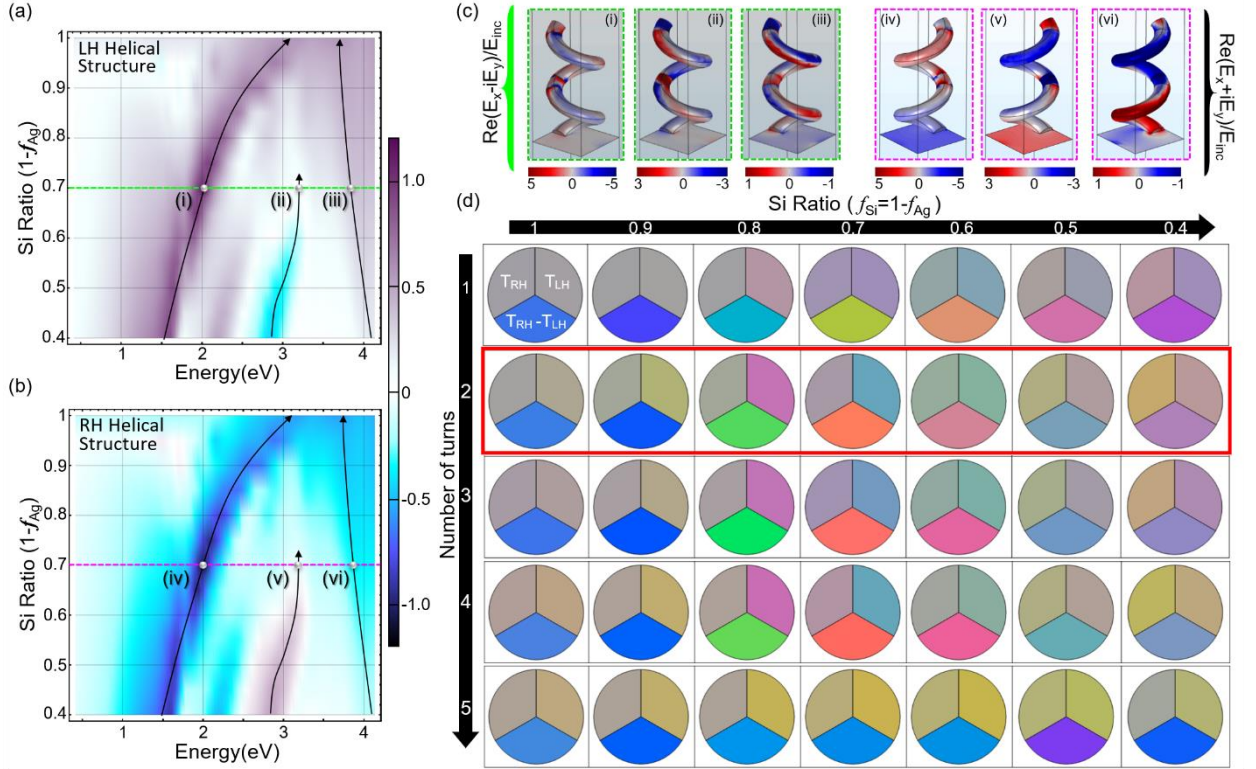 (a)
LH Helical
Structure
Si Ratio (1-fAg)
1
0.9
0.8
0.7
0.6
0.5
0.4
(i)
(ii)
(iii)
1
2
3
4
Energy(eV)
1.0
0.5
0
-0.5
-1.0
(b)
RH Helical
Structure
Si Ratio (1-fAg)
1
0.9
0.8
0.7
0.6
0.5
0.4
(iv)
(v)
(vi)
1
2
3
4
Energy(eV)
(c)
Re(Ex-iEy)/Einc
(i)
(ii)
(iii)
(iv)
(v)
(vi)
Re(Ex+iEy)/Einc
5 0 -5
3 0 -3
1 0 -1
5 0 -5
3 0 -3
1 0 -1
(d)
Si Ratio ( fSi=1-fAg)
1 0.9 0.8 0.7 0.6 0.5 0.4
Number of turns
1
TRH TLH
TRH -TLH
2
3
4
5